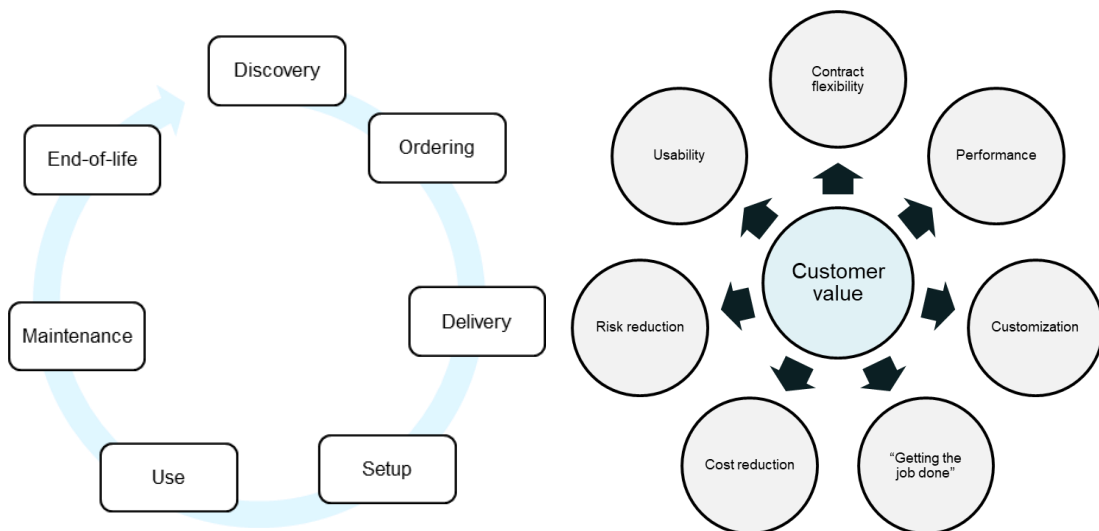 Discovery
Ordering
Delivery
Setup
Use
Maintenance
End-of-life
Customer
value
Contract
flexibility
Performance
Customization
“Getting the
job done”
Cost reduction
Risk reduction
Usability